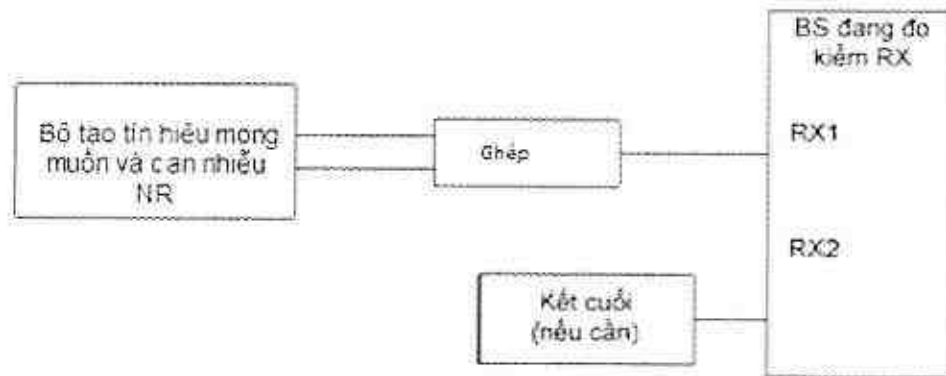 BS đang đo
kiểm RX
Bộ tạo tín hiệu mong
muốn và can nhiễu
NR
Ghép
RX1
RX2
Kết cuối
(nếu cần)